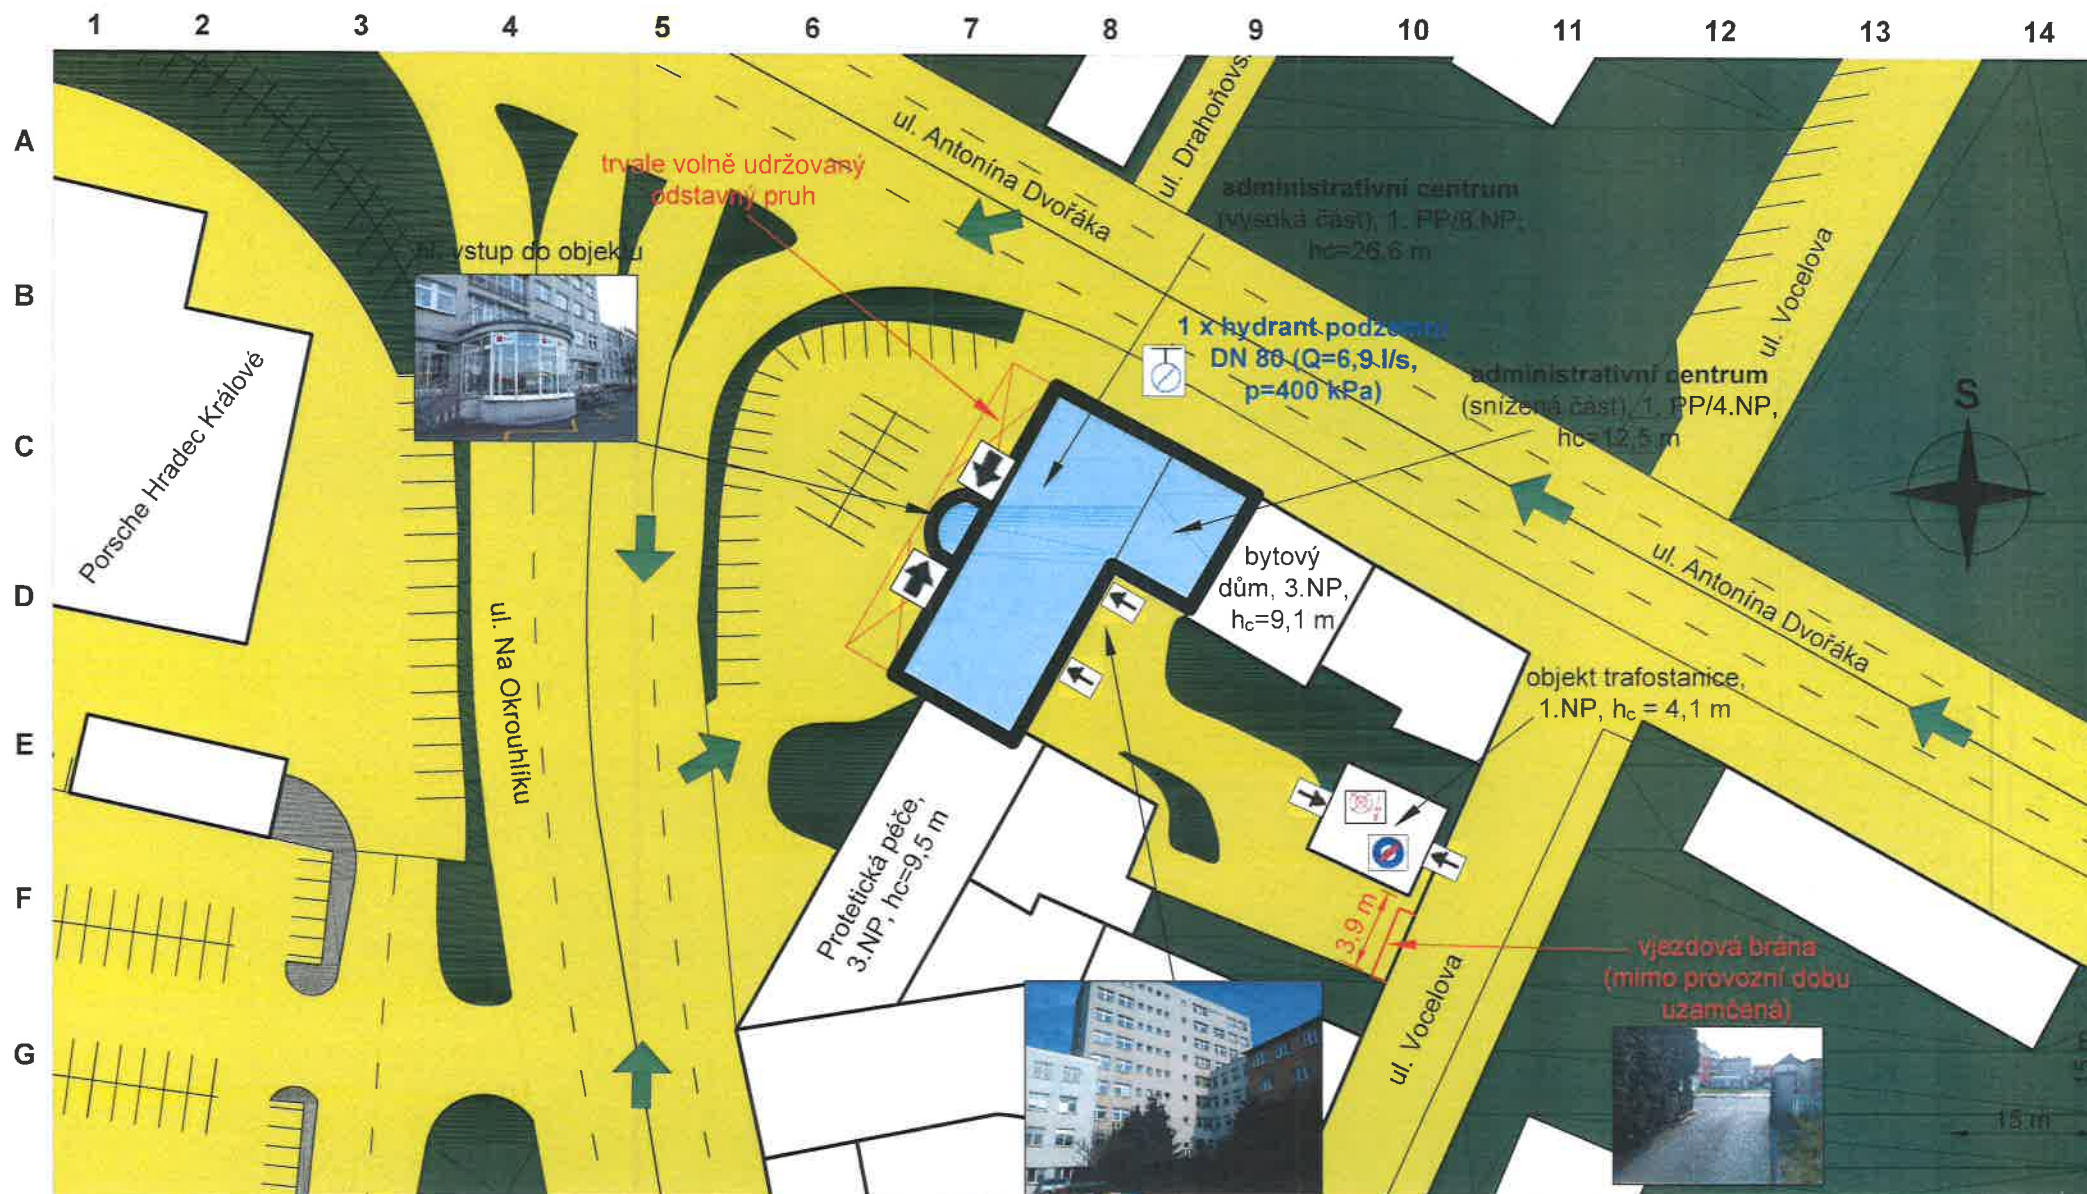 1 2 3 4 5 6 7 8 9 10 11 12 13 14
A
B
C
D
E
F
G
trvale volně udržovaný
odstavný pruh
hl. vstup do objektu
ul. Antonína Dvořáka
ul. Drahoňovs.
administrativní centrum
(vysoká část), 1. PP/8.NP,
hc=26,6 m
ul. Vocelova
1 x hydrant podzemní
DN 80 (Q=6,9 l/s,
p=400 kPa)
administrativní centrum
(snížená část), 1. PP/4.NP,
hc=12,5 m
S
Porsche Hradec Králové
ul. Na Okrouhlíku
bytový
dům, 3.NP,
hc=9,1 m
ul. Antonína Dvořáka
objekt trafostanice,
1.NP, hc = 4,1 m
Protetická péče,
3.NP, hc=9,5 m
3,9 m
vjezdová brána
(mimo provozní dobu
uzamčená)
ul. Vocelova
15 m
15 m